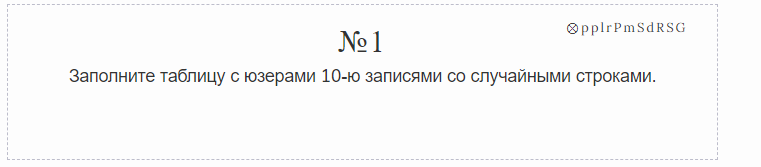 ⊗pplrPmSdRSG
№1
Заполните таблицу с юзерами 10-ю записями со случайными строками.